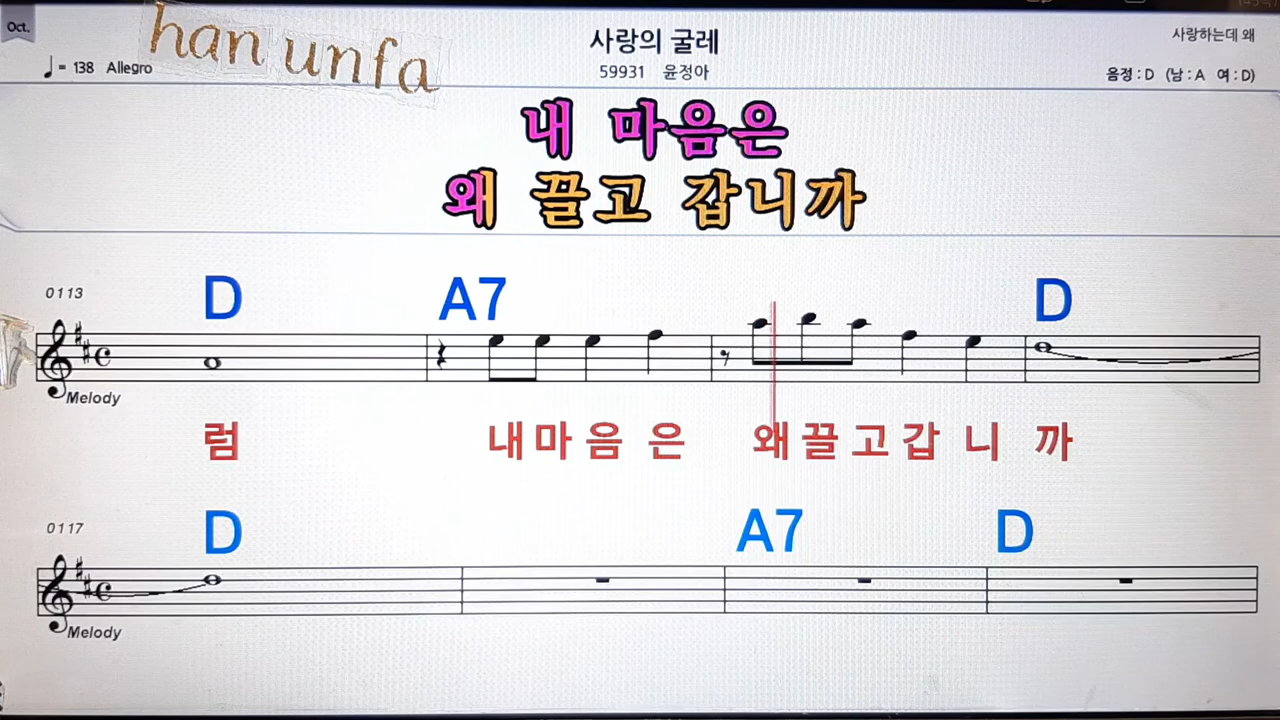 Oct.
han unfa
사랑의 굴레
사랑하는데 왜
♩= 138 Allegro
59931 윤정아
음정 : D (남 : A 여 : D)
내 마음은
왜 끌고 갑니까
0113
D A7 D
Melody
럼 내마음은 왜끌고갑니까
0117
D A7 D
Melody